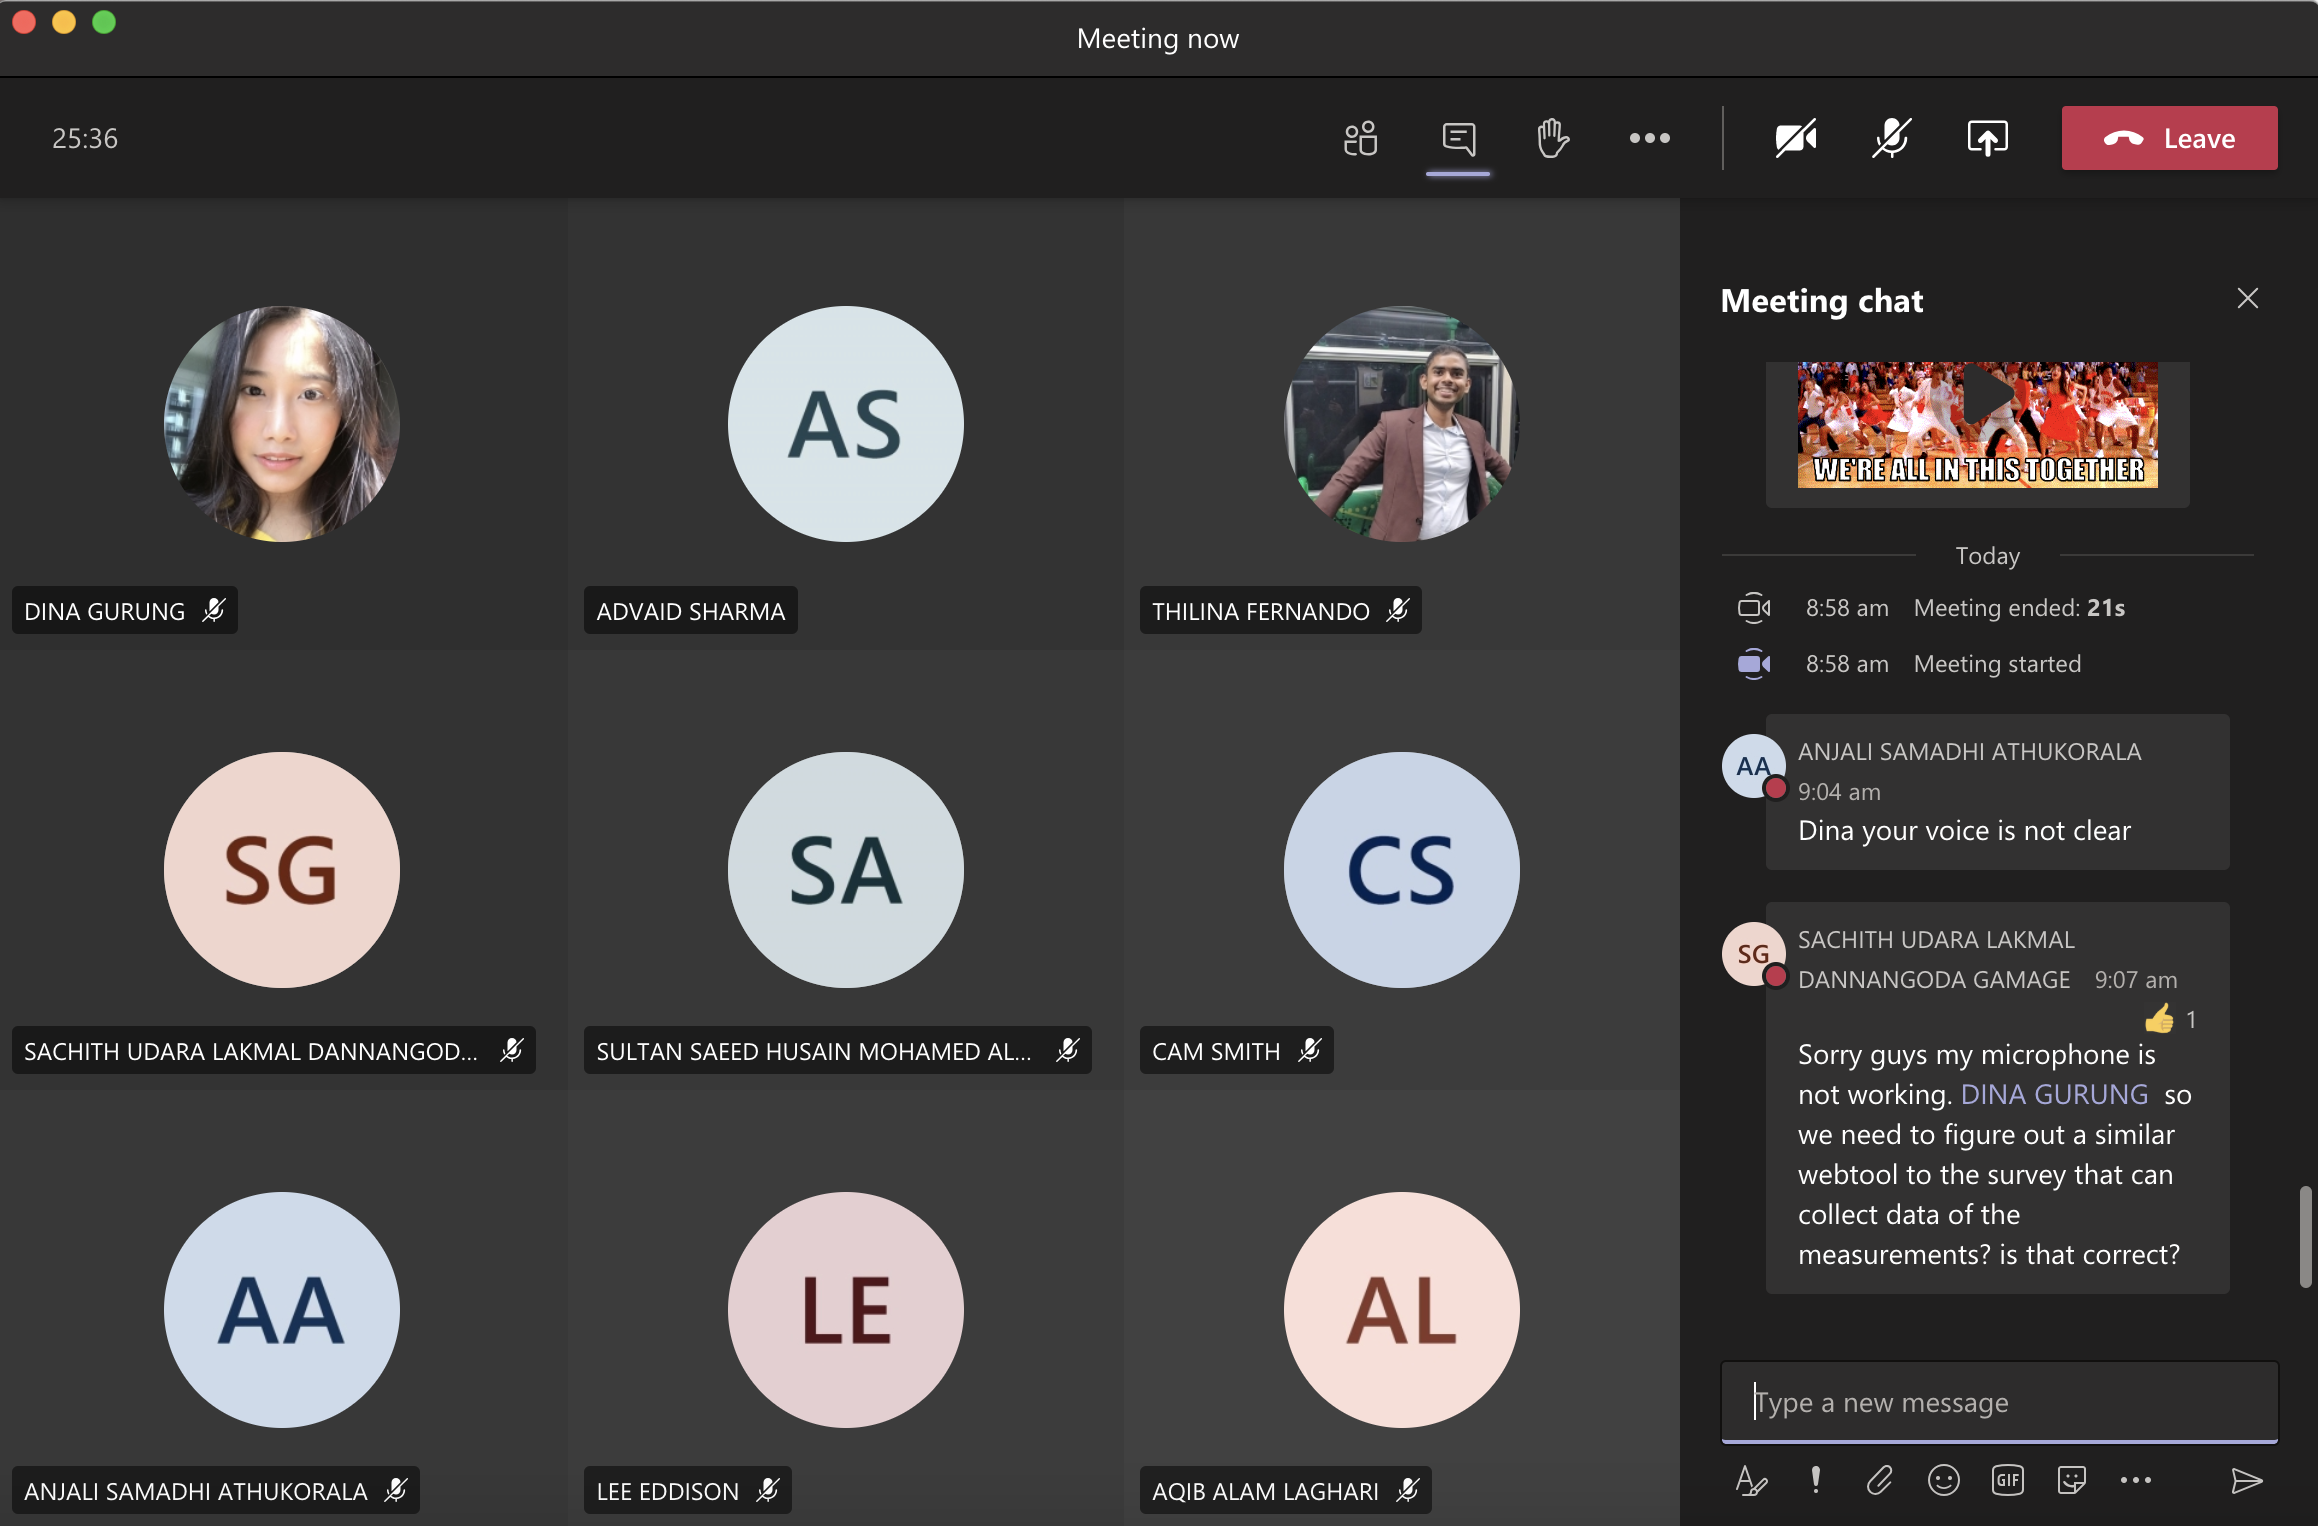 Meeting now
25:36
Leave
DINA GURUNG
AS
ADVAID SHARMA
THILINA FERNANDO
SG
SACHITH UDARA LAKMAL DANNANGOD...
SA
SULTAN SAEED HUSAIN MOHAMED AL...
CS
CAM SMITH
AA
ANJALI SAMADHI ATHUKORALA
LE
LEE EDDISON
AL
AQIB ALAM LAGHARI
Meeting chat
WE'RE ALL IN THIS TOGETHER
Today
8:58 am Meeting ended: 21s
8:58 am Meeting started
AA
ANJALI SAMADHI ATHUKORALA
9:04 am
Dina your voice is not clear
SG
SACHITH UDARA LAKMAL
DANNANGODA GAMAGE 9:07 am
1
Sorry guys my microphone is
not working. DINA GURUNG so
we need to figure out a similar
webtool to the survey that can
collect data of the
measurements? is that correct?
Type a new message
GIF